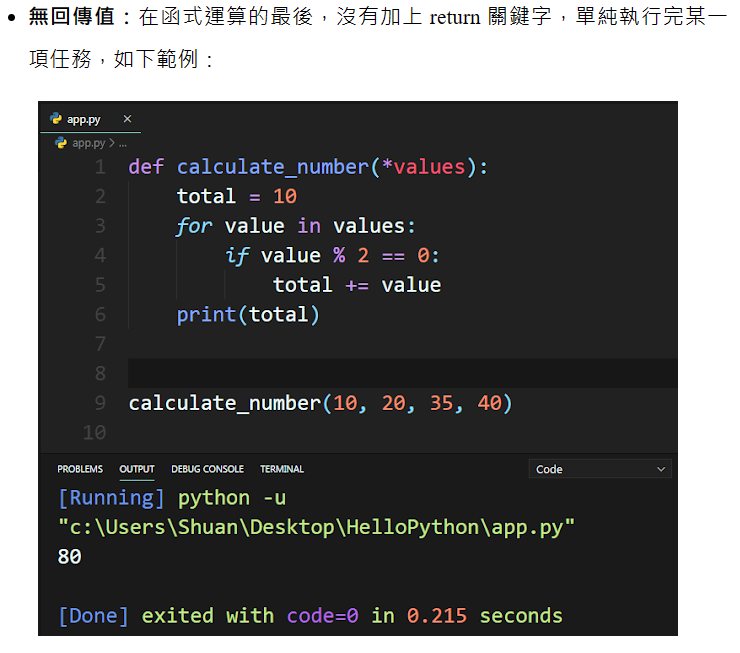 • 無回傳值：在函式運算的最後，沒有加上 return 關鍵字，單純執行完某一
項任務，如下範例：
app.py ×
app.py > ...
1 def calculate_number(*values):
2     total = 10
3     for value in values:
4         if value % 2 == 0:
5             total += value
6     print(total)
7
8
9 calculate_number(10, 20, 35, 40)
10
PROBLEMS OUTPUT DEBUG CONSOLE TERMINAL Code
[Running] python -u
"c:\Users\Shuan\Desktop\HelloPython\app.py"
80
[Done] exited with code=0 in 0.215 seconds